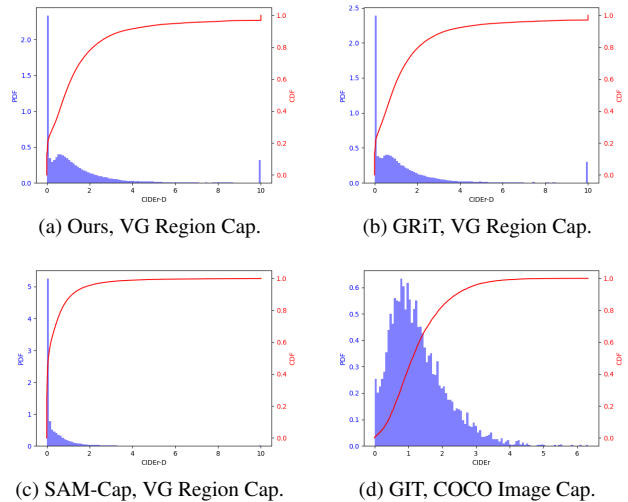 2.0
1.5
1.0
0.5
0.0
PDF
1.0
0.8
0.6
0.4
0.2
0.0
CDF
0 2 4 6 8 10
CIDEr-D
(a) Ours, VG Region Cap.
2.5
2.0
1.5
1.0
0.5
0.0
PDF
1.0
0.8
0.6
0.4
0.2
0.0
CDF
0 2 4 6 8 10
CIDEr-D
(b) GRiT, VG Region Cap.
5
4
3
2
1
0
PDF
1.0
0.8
0.6
0.4
0.2
0.0
CDF
0 2 4 6 8 10
CIDEr-D
(c) SAM-Cap, VG Region Cap.
0.6
0.5
0.4
0.3
0.2
0.1
0.0
PDF
1.0
0.8
0.6
0.4
0.2
0.0
CDF
0 1 2 3 4 5 6
CIDEr
(d) GIT, COCO Image Cap.